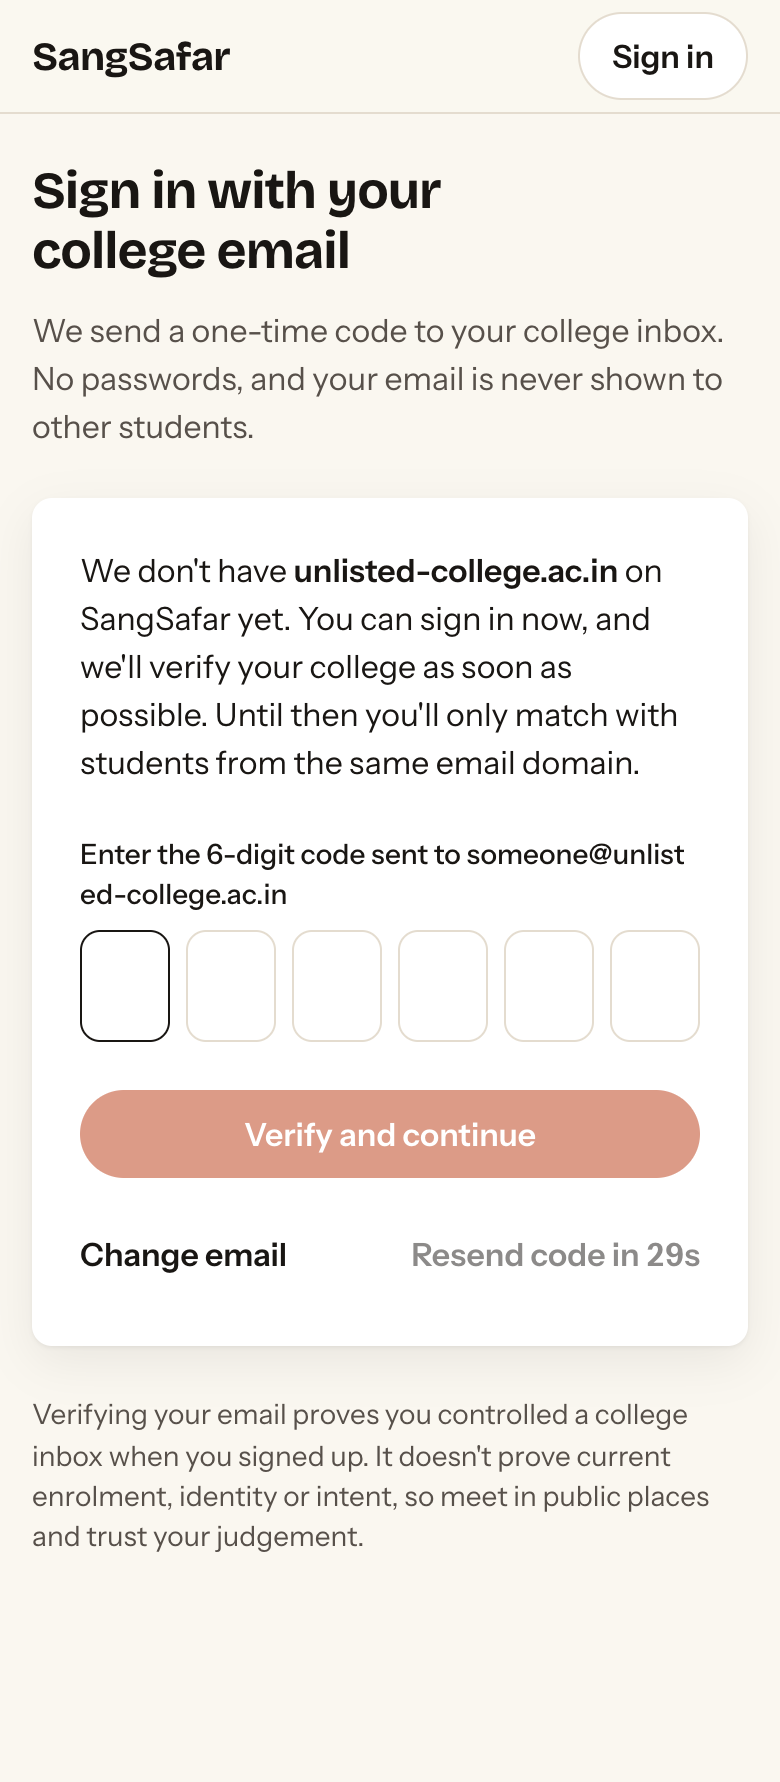 SangSafar
Sign in
Sign in with your
college email
We send a one-time code to your college inbox.
No passwords, and your email is never shown to
other students.
We don't have unlisted-college.ac.in on
SangSafar yet. You can sign in now, and
we'll verify your college as soon as
possible. Until then you'll only match with
students from the same email domain.
Enter the 6-digit code sent to someone@unlist
ed-college.ac.in
Verify and continue
Change email
Resend code in 29s
Verifying your email proves you controlled a college
inbox when you signed up. It doesn't prove current
enrolment, identity or intent, so meet in public places
and trust your judgement.